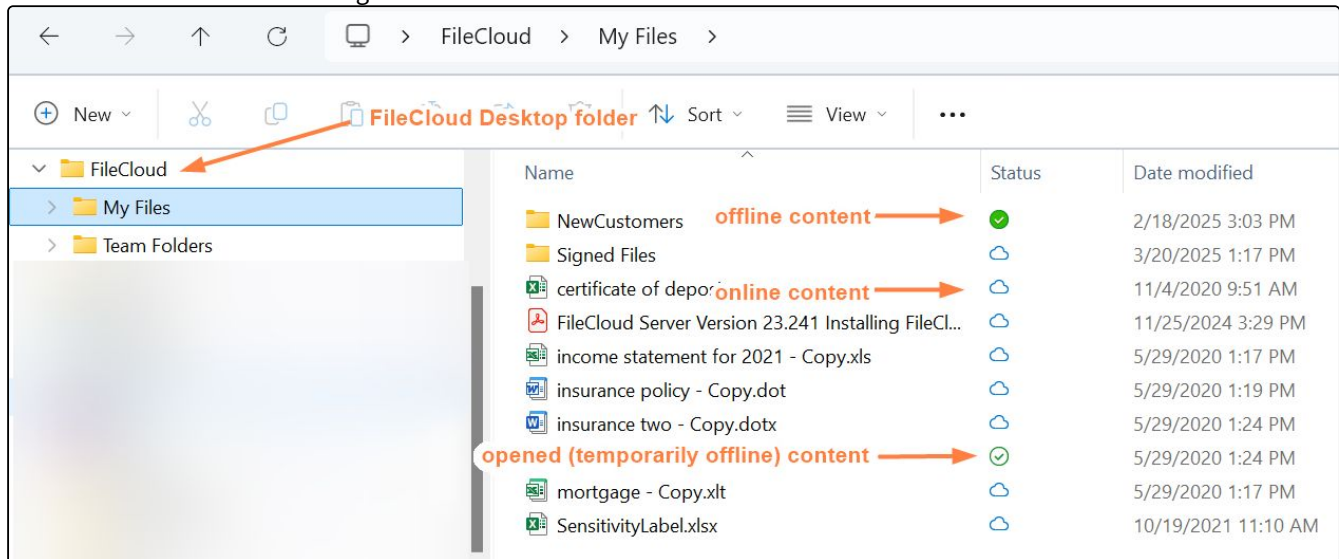 FileCloud > My Files >
New
FileCloud Desktop folder
Sort
View
FileCloud
My Files
Team Folders
Name Status Date modified
NewCustomers offline content 2/18/2025 3:03 PM
Signed Files 3/20/2025 1:17 PM
certificate of depo online content 11/4/2020 9:51 AM
FileCloud Server Version 23.241 Installing FileCl... 11/25/2024 3:29 PM
income statement for 2021 - Copy.xls 5/29/2020 1:17 PM
insurance policy - Copy.dot 5/29/2020 1:19 PM
insurance two - Copy.dotx 5/29/2020 1:24 PM
opened (temporarily offline) content 5/29/2020 1:24 PM
mortgage - Copy.xlt 5/29/2020 1:17 PM
SensitivityLabel.xlsx 10/19/2021 11:10 AM